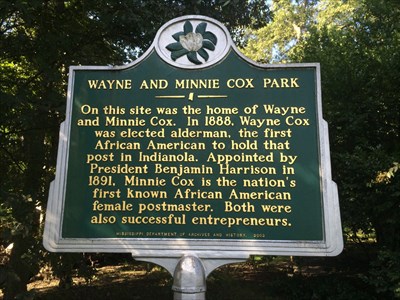 WAYNE AND MINNIE COX PARK
On this site was the home of Wayne
and Minnie Cox. In 1888, Wayne Cox
was elected alderman, the first
African American to hold that
post in Indianola. Appointed by
President Benjamin Harrison in
1891, Minnie Cox is the nation's
first Known African American
female postmaster. Both were
also successful entrepreneurs.
MISSISSIPPI DEPARTMENT OF ARCHIVES AND HISTORY